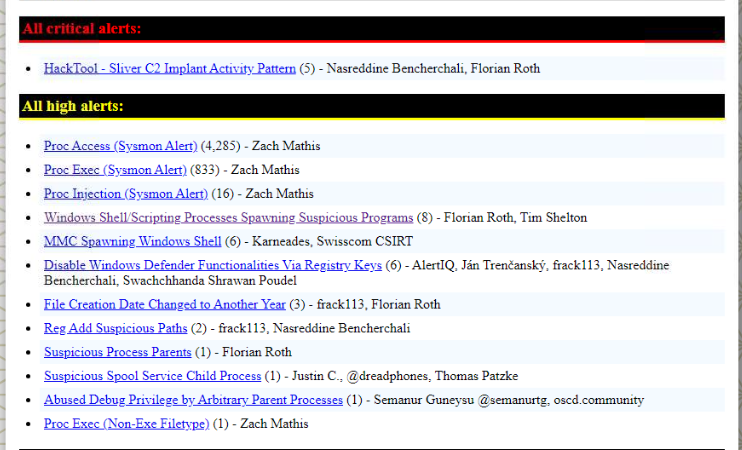 All critical alerts:
HackTool - Sliver C2 Implant Activity Pattern (5) - Nasreddine Bencherchali, Florian Roth
All high alerts:
Proc Access (Sysmon Alert) (4,285) - Zach Mathis
Proc Exec (Sysmon Alert) (833) - Zach Mathis
Proc Injection (Sysmon Alert) (16) - Zach Mathis
Windows Shell/Scripting Processes Spawning Suspicious Programs (8) - Florian Roth, Tim Shelton
MMC Spawning Windows Shell (6) - Karneades, Swisscom CSIRT
Disable Windows Defender Functionalities Via Registry Keys (6) - AlertIQ, Ján Trenčanský, frack113, Nasreddine
Bencherchali, Swachchhanda Shrawan Poudel
File Creation Date Changed to Another Year (3) - frack113, Florian Roth
Reg Add Suspicious Paths (2) - frack113, Nasreddine Bencherchali
Suspicious Process Parents (1) - Florian Roth
Suspicious Spool Service Child Process (1) - Justin C., @dreadphones, Thomas Patzke
Abused Debug Privilege by Arbitrary Parent Processes (1) - Semanur Guneysu @semanurtg, oscd.community
Proc Exec (Non-Exe Filetype) (1) - Zach Mathis